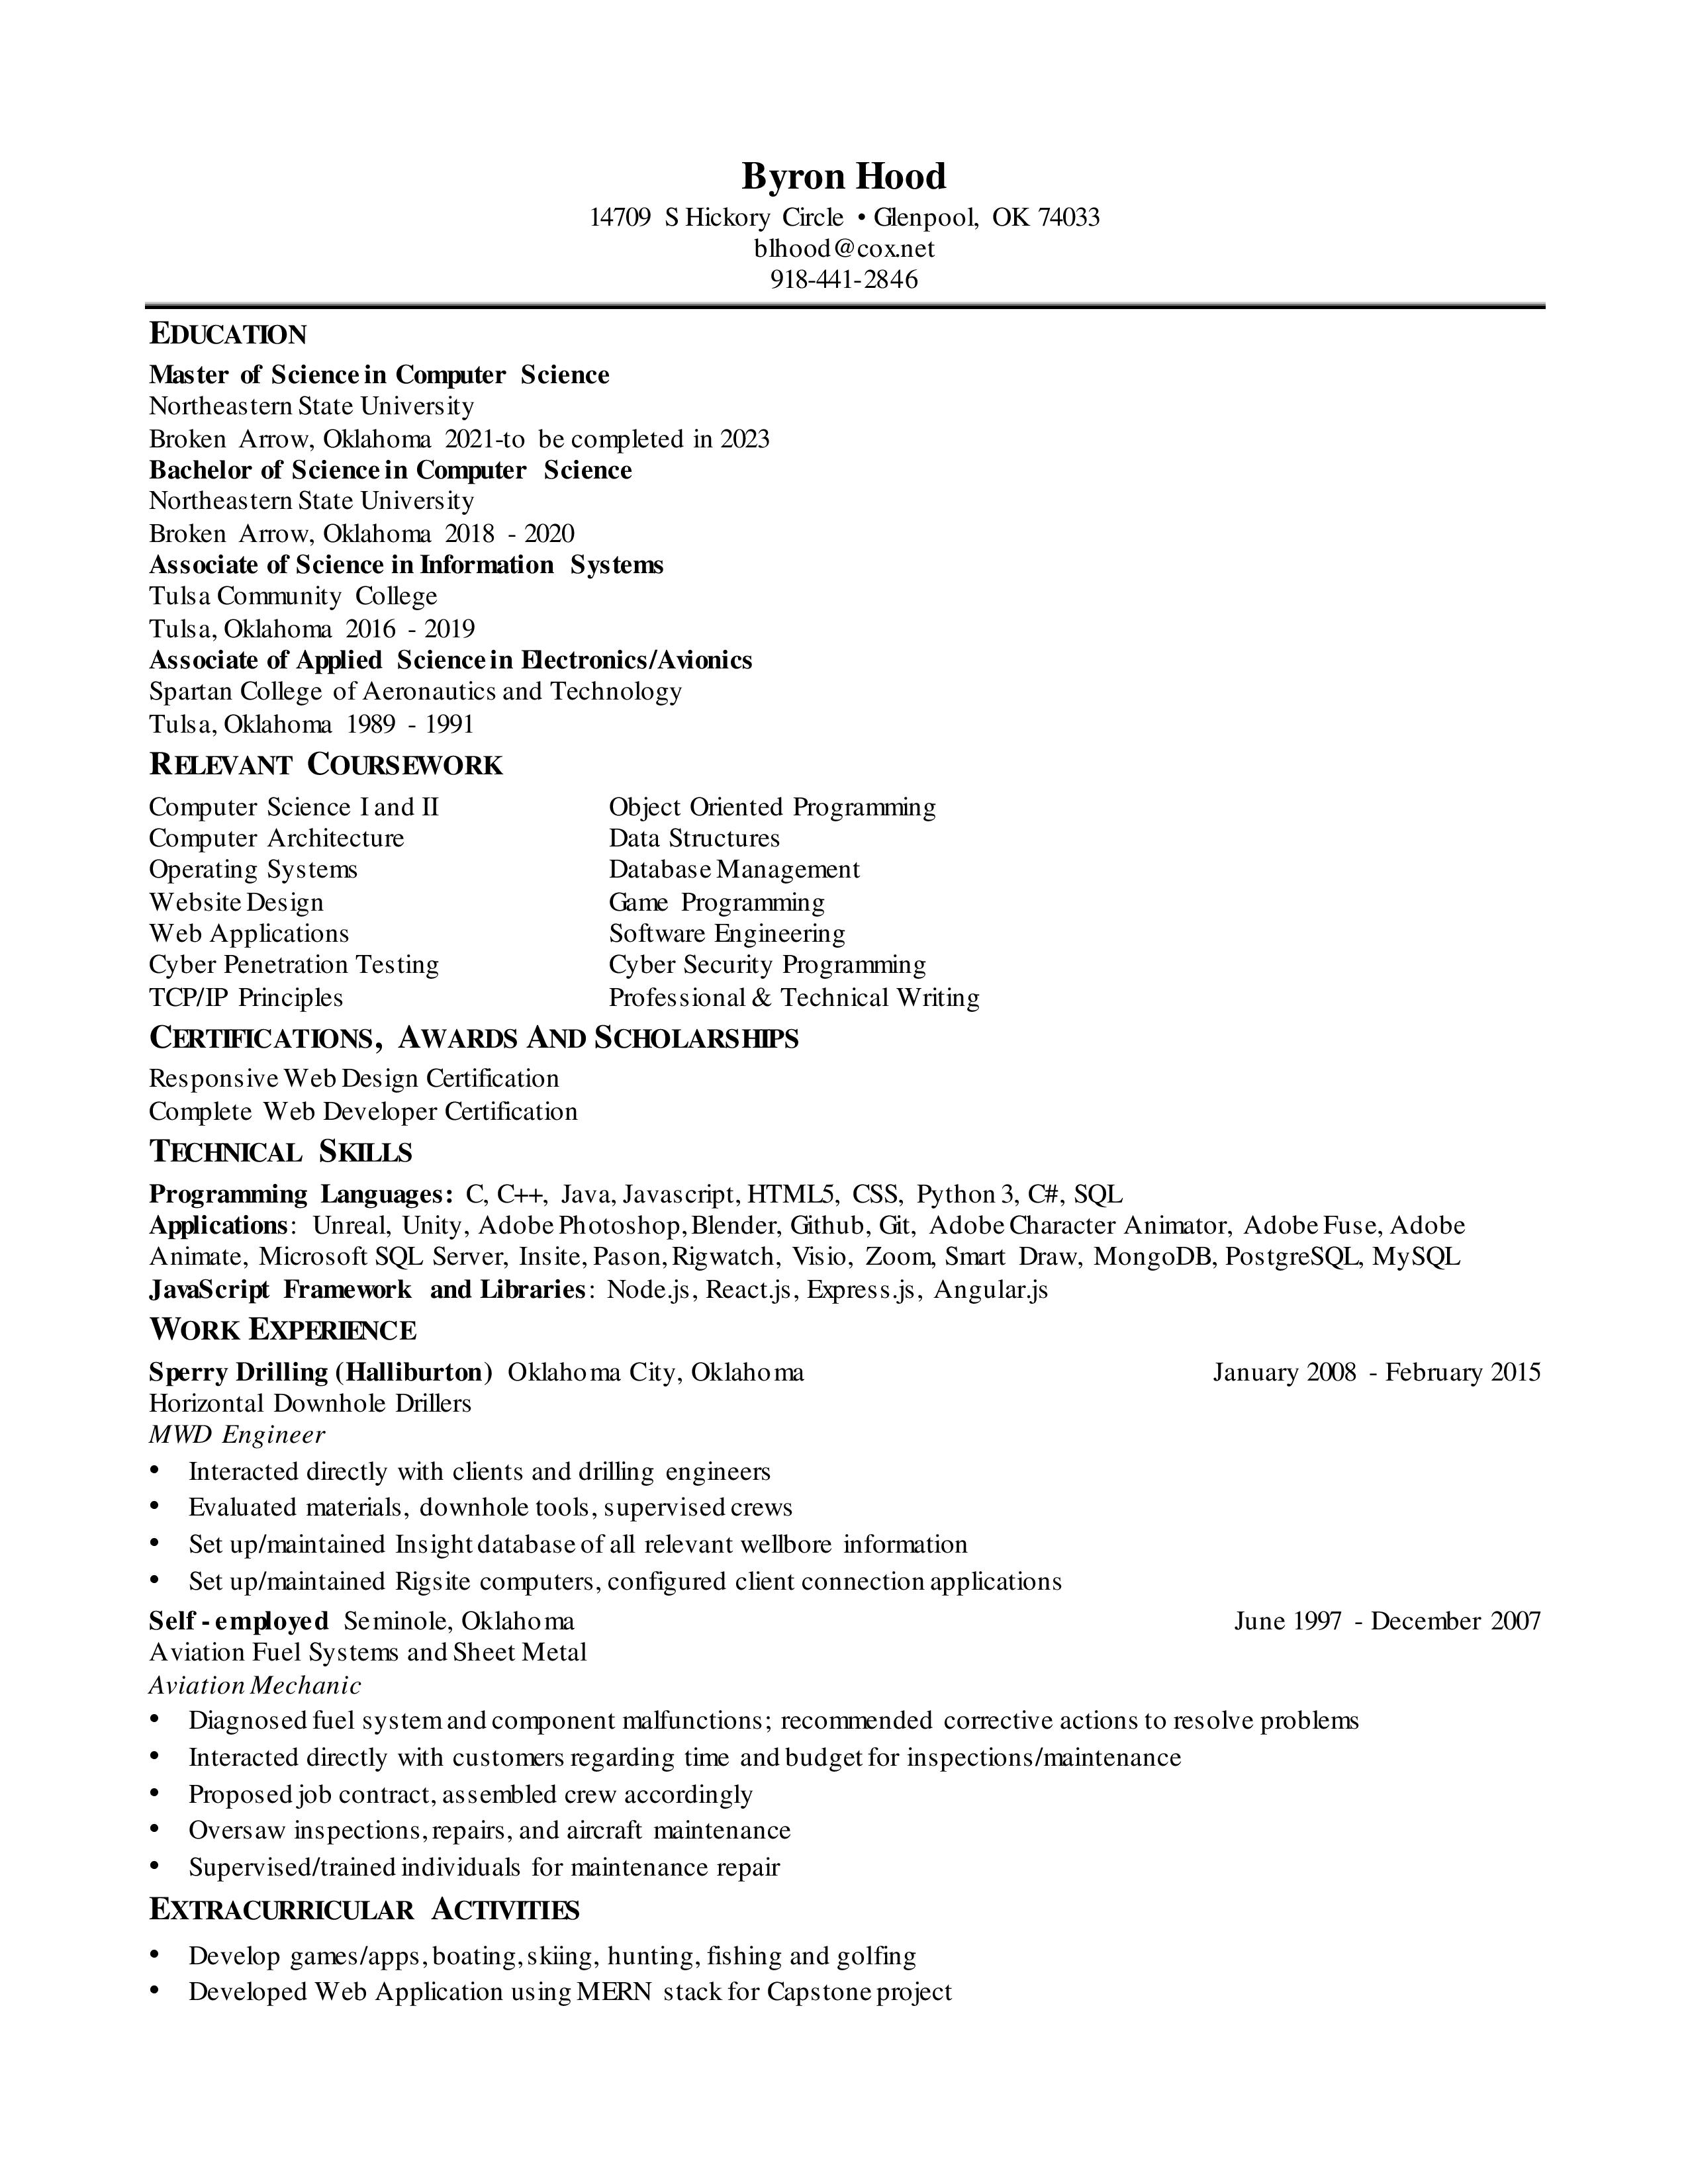 Byron Hood
14709 S Hickory Circle • Glenpool, OK 74033
blhood@cox.net
918-441-2846
EDUCATION
Master of Science in Computer Science
Northeastern State University
Broken Arrow, Oklahoma 2021-to be completed in 2023
Bachelor of Science in Computer Science
Northeastern State University
Broken Arrow, Oklahoma 2018 - 2020
Associate of Science in Information Systems
Tulsa Community College
Tulsa, Oklahoma 2016 - 2019
Associate of Applied Science in Electronics/Avionics
Spartan College of Aeronautics and Technology
Tulsa, Oklahoma 1989 - 1991
RELEVANT COURSEWORK
Computer Science I and II Object Oriented Programming
Computer Architecture Data Structures
Operating Systems Database Management
Website Design Game Programming
Web Applications Software Engineering
Cyber Penetration Testing Cyber Security Programming
TCP/IP Principles Professional & Technical Writing
CERTIFICATIONS, AWARDS AND SCHOLARSHIPS
Responsive Web Design Certification
Complete Web Developer Certification
TECHNICAL SKILLS
Programming Languages: C, C++, Java, Javascript, HTML5, CSS, Python 3, C#, SQL
Applications: Unreal, Unity, Adobe Photoshop, Blender, Github, Git, Adobe Character Animator, Adobe Fuse, Adobe
Animate, Microsoft SQL Server, Insite, Pason, Rigwatch, Visio, Zoom, Smart Draw, MongoDB, PostgreSQL, MySQL
JavaScript Framework and Libraries: Node.js, React.js, Express.js, Angular.js
WORK EXPERIENCE
Sperry Drilling (Halliburton) Oklahoma City, Oklahoma January 2008 - February 2015
Horizontal Downhole Drillers
MWD Engineer
• Interacted directly with clients and drilling engineers
• Evaluated materials, downhole tools, supervised crews
• Set up/maintained Insight database of all relevant wellbore information
• Set up/maintained Rigsite computers, configured client connection applications
Self - employed Seminole, Oklahoma June 1997 - December 2007
Aviation Fuel Systems and Sheet Metal
Aviation Mechanic
• Diagnosed fuel system and component malfunctions; recommended corrective actions to resolve problems
• Interacted directly with customers regarding time and budget for inspections/maintenance
• Proposed job contract, assembled crew accordingly
• Oversaw inspections, repairs, and aircraft maintenance
• Supervised/trained individuals for maintenance repair
EXTRACURRICULAR ACTIVITIES
• Develop games/apps, boating, skiing, hunting, fishing and golfing
• Developed Web Application using MERN stack for Capstone project